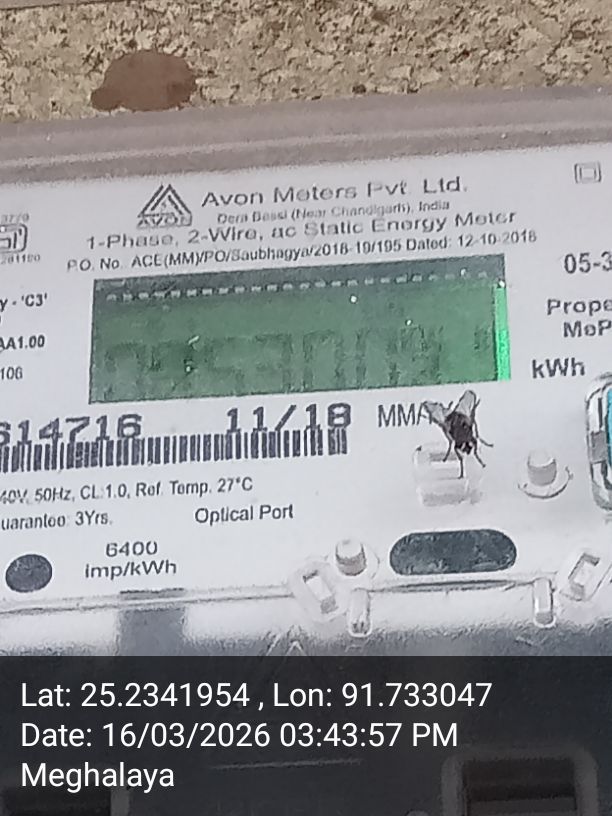 Avon Meters Pvt. Ltd.
AVON
Dera Bassi (Near Chandigarh), India
1-Phase, 2-Wire, ac Static Energy Meter
P.O. No. ACE(MM)/PO/Saubhagya/2018-19/195 Dated: 12-10-2018
05-3
y - 'C3'
Prope
MeP
A1.00
106
kWh
614716 11/18
MMA
40V, 50Hz, CL:1.0, Ref. Temp. 27°C
uarantee: 3Yrs.
Optical Port
6400
imp/kWh
Lat: 25.2341954 , Lon: 91.733047
Date: 16/03/2026 03:43:57 PM
Meghalaya